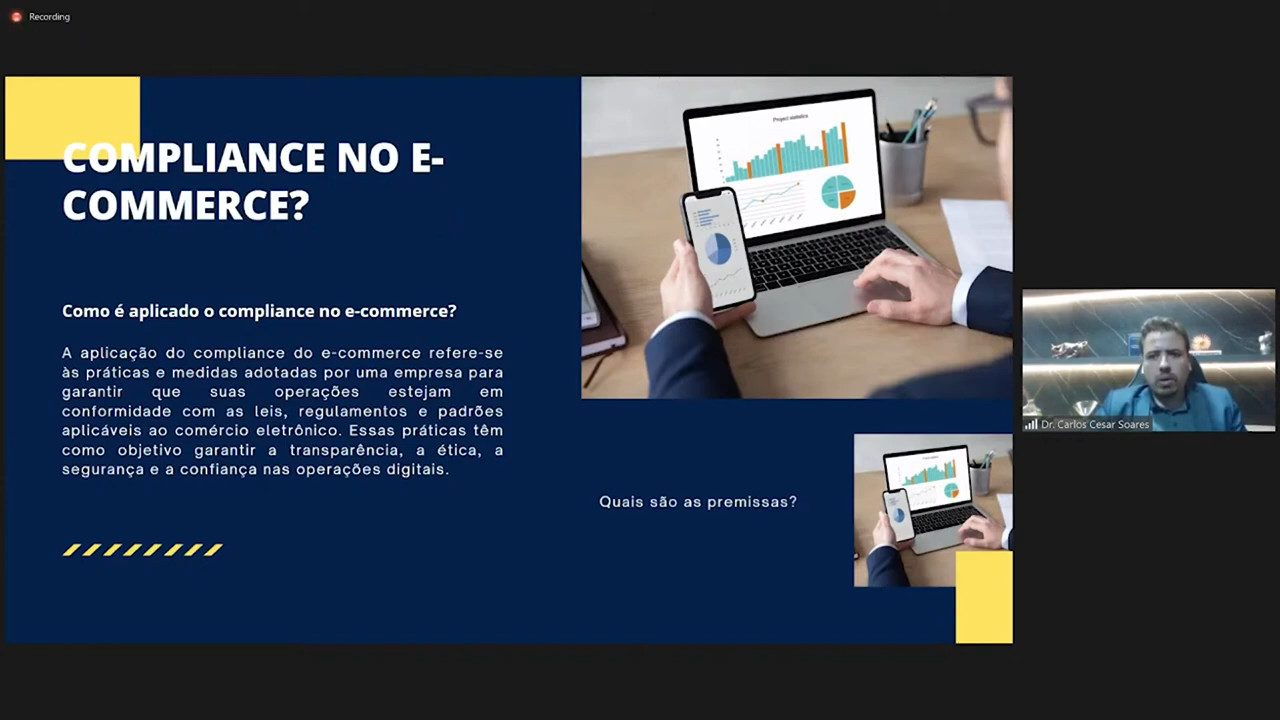 Recording
COMPLIANCE NO E-
COMMERCE?
Como é aplicado o compliance no e-commerce?
A aplicação do compliance do e-commerce refere-se
às práticas e medidas adotadas por uma empresa para
garantir que suas operações estejam em
conformidade com as leis, regulamentos e padrões
aplicáveis ao comércio eletrônico. Essas práticas têm
como objetivo garantir a transparência, a ética, a
segurança e a confiança nas operações digitais.
Project statistics
Quais são as premissas?
Dr. Carlos Cesar Soares